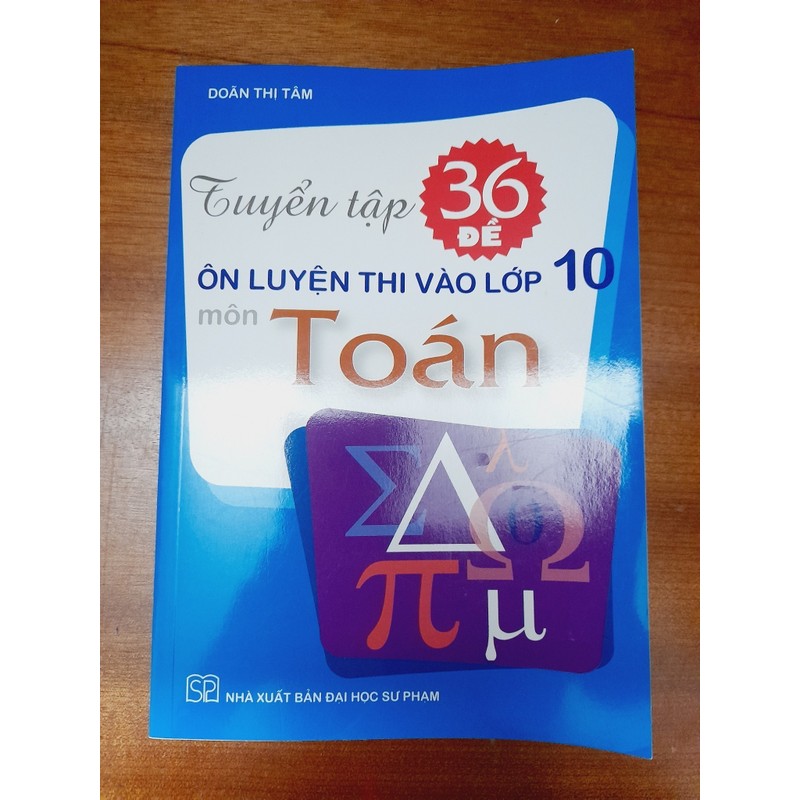 DOÃN THỊ TÂM
Tuyển tập 36
ĐỀ
ÔN LUYỆN THI VÀO LỚP 10
môn Toán
Σ Δ λ
Ω
π μ
SP NHÀ XUẤT BẢN ĐẠI HỌC SƯ PHẠM